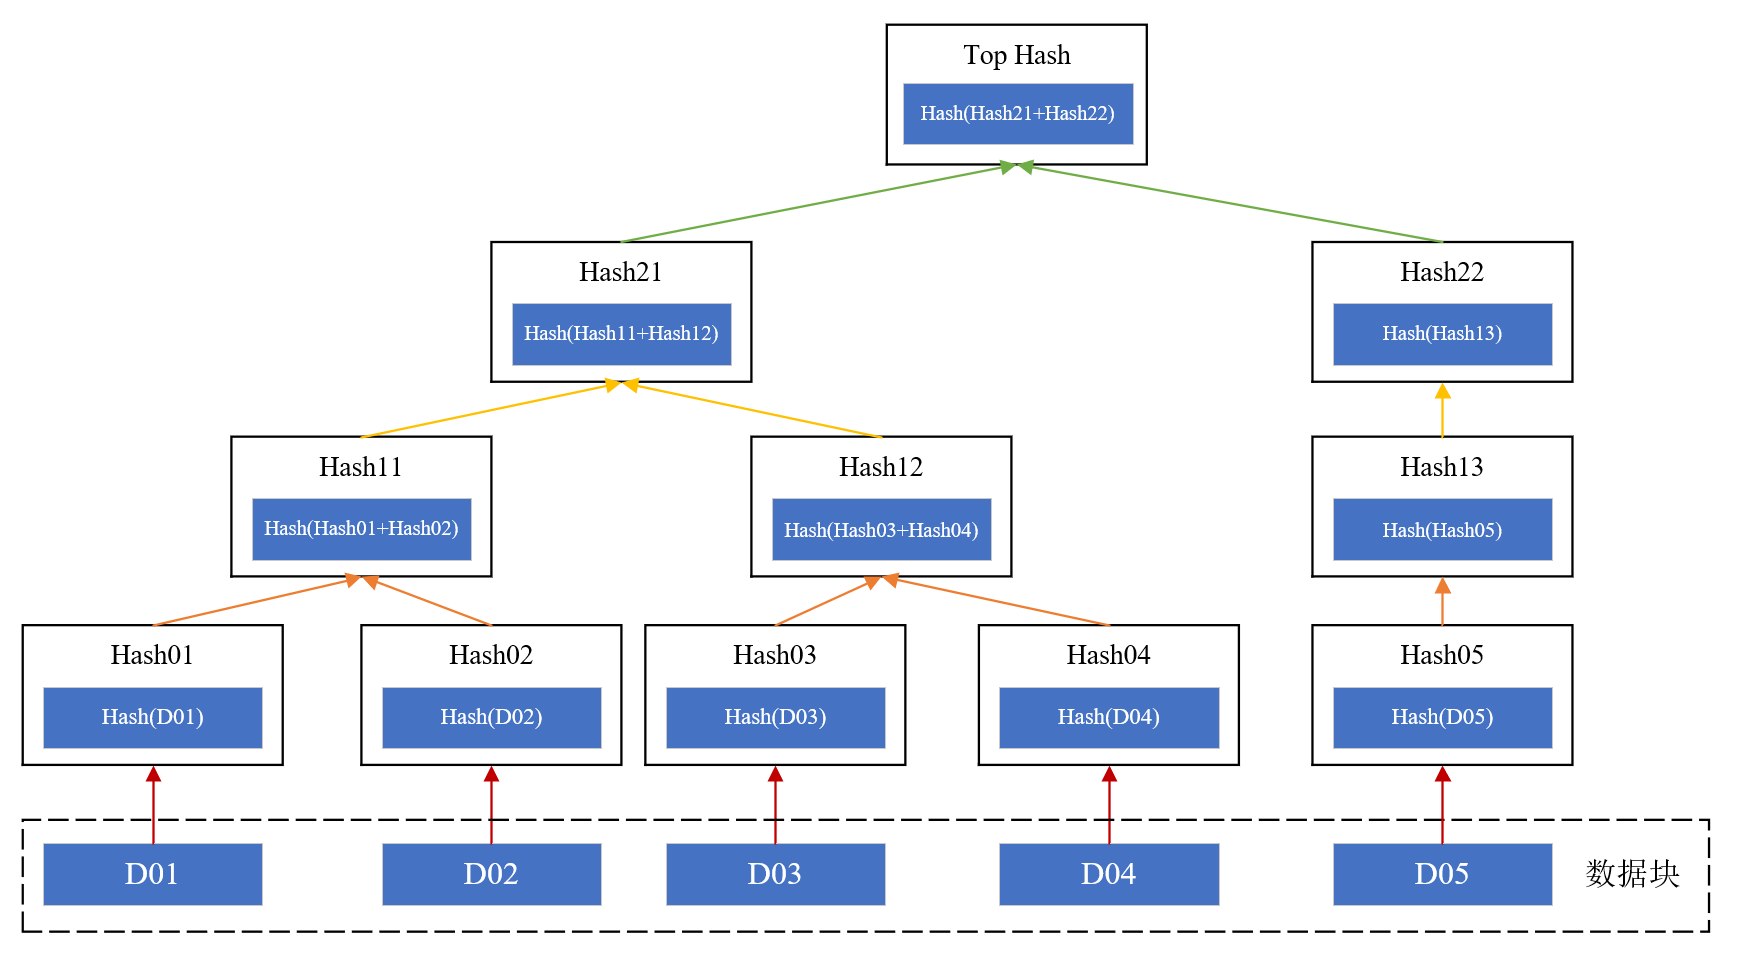 Top Hash
Hash(Hash21+Hash22)
Hash21
Hash(Hash11+Hash12)
Hash22
Hash(Hash13)
Hash11
Hash(Hash01+Hash02)
Hash12
Hash(Hash03+Hash04)
Hash13
Hash(Hash05)
Hash01
Hash(D01)
Hash02
Hash(D02)
Hash03
Hash(D03)
Hash04
Hash(D04)
Hash05
Hash(D05)
D01
D02
D03
D04
D05
数据块